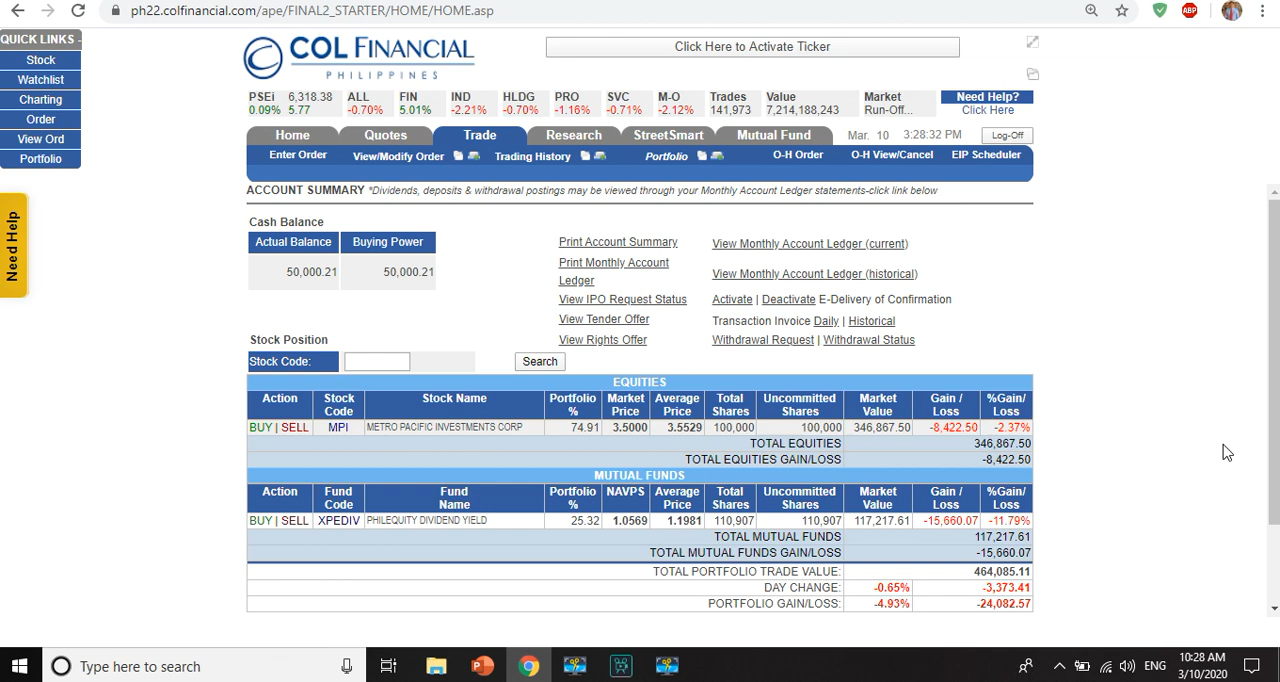 ph22.colfinancial.com/ape/FINAL2_STARTER/HOME/HOME.asp
ABP
QUICK LINKS -
Stock
Watchlist
Charting
Order
View Ord
Portfolio
Need Help
COL FINANCIAL
PHILIPPINES
Click Here to Activate Ticker
PSEi 6,318.38 ALL FIN IND HLDG PRO SVC M-O Trades Value Market Need Help?
0.09% 5.77 -0.70% 5.01% -2.21% -0.70% -1.16% -0.71% -2.12% 141,973 7,214,188,243 Run-Off... Click Here
Home Quotes Trade Research StreetSmart Mutual Fund Mar. 10 3:28:32 PM Log-Off
Enter Order View/Modify Order Trading History Portfolio O-H Order O-H View/Cancel EIP Scheduler
ACCOUNT SUMMARY *Dividends, deposits & withdrawal postings may be viewed through your Monthly Account Ledger statements-click link below
Cash Balance
Actual Balance Buying Power
50,000.21 50,000.21
Print Account Summary
Print Monthly Account
Ledger
View IPO Request Status
View Tender Offer
View Rights Offer
View Monthly Account Ledger (current)
View Monthly Account Ledger (historical)
Activate | Deactivate E-Delivery of Confirmation
Transaction Invoice Daily | Historical
Withdrawal Request | Withdrawal Status
Stock Position
Stock Code: Search
EQUITIES
Action Stock Code Stock Name Portfolio % Market Price Average Price Total Shares Uncommitted Shares Market Value Gain / Loss %Gain/ Loss
BUY | SELL MPI METRO PACIFIC INVESTMENTS CORP 74.91 3.5000 3.5529 100,000 100,000 346,867.50 -8,422.50 -2.37%
TOTAL EQUITIES 346,867.50
TOTAL EQUITIES GAIN/LOSS -8,422.50
MUTUAL FUNDS
Action Fund Code Fund Name Portfolio % NAVPS Average Price Total Shares Uncommitted Shares Market Value Gain / Loss %Gain/ Loss
BUY | SELL XPEDIV PHILEQUITY DIVIDEND YIELD 25.32 1.0569 1.1981 110,907 110,907 117,217.61 -15,660.07 -11.79%
TOTAL MUTUAL FUNDS 117,217.61
TOTAL MUTUAL FUNDS GAIN/LOSS -15,660.07
TOTAL PORTFOLIO TRADE VALUE: 464,085.11
DAY CHANGE: -0.65% -3,373.41
PORTFOLIO GAIN/LOSS: -4.93% -24,082.57
Type here to search
ENG
10:28 AM
3/10/2020